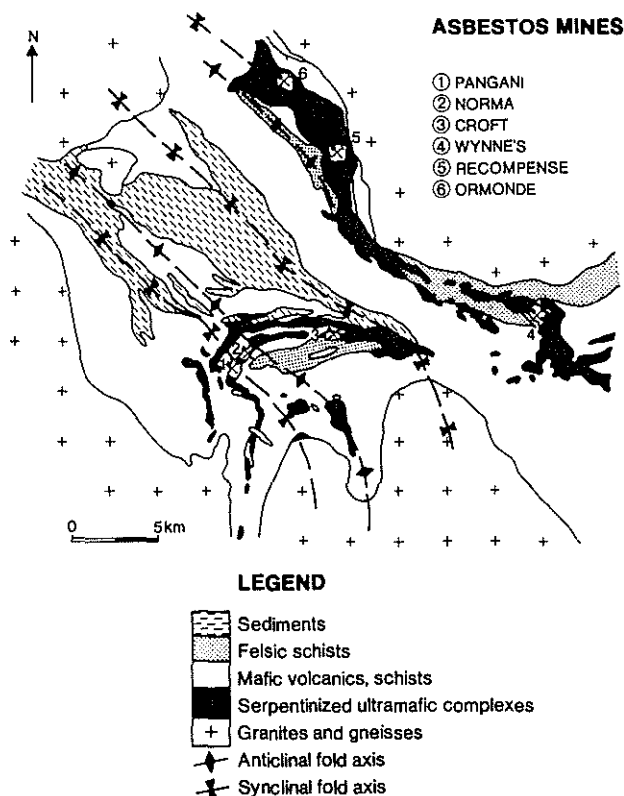 ASBESTOS MINES
N
① PANGANI
② NORMA
③ CROFT
④ WYNNE'S
⑤ RECOMPENSE
⑥ ORMONDE
6
5
4
0 5km
LEGEND
Sediments
Felsic schists
Mafic volcanics, schists
Serpentinized ultramafic complexes
Granites and gneisses
Anticlinal fold axis
Synclinal fold axis